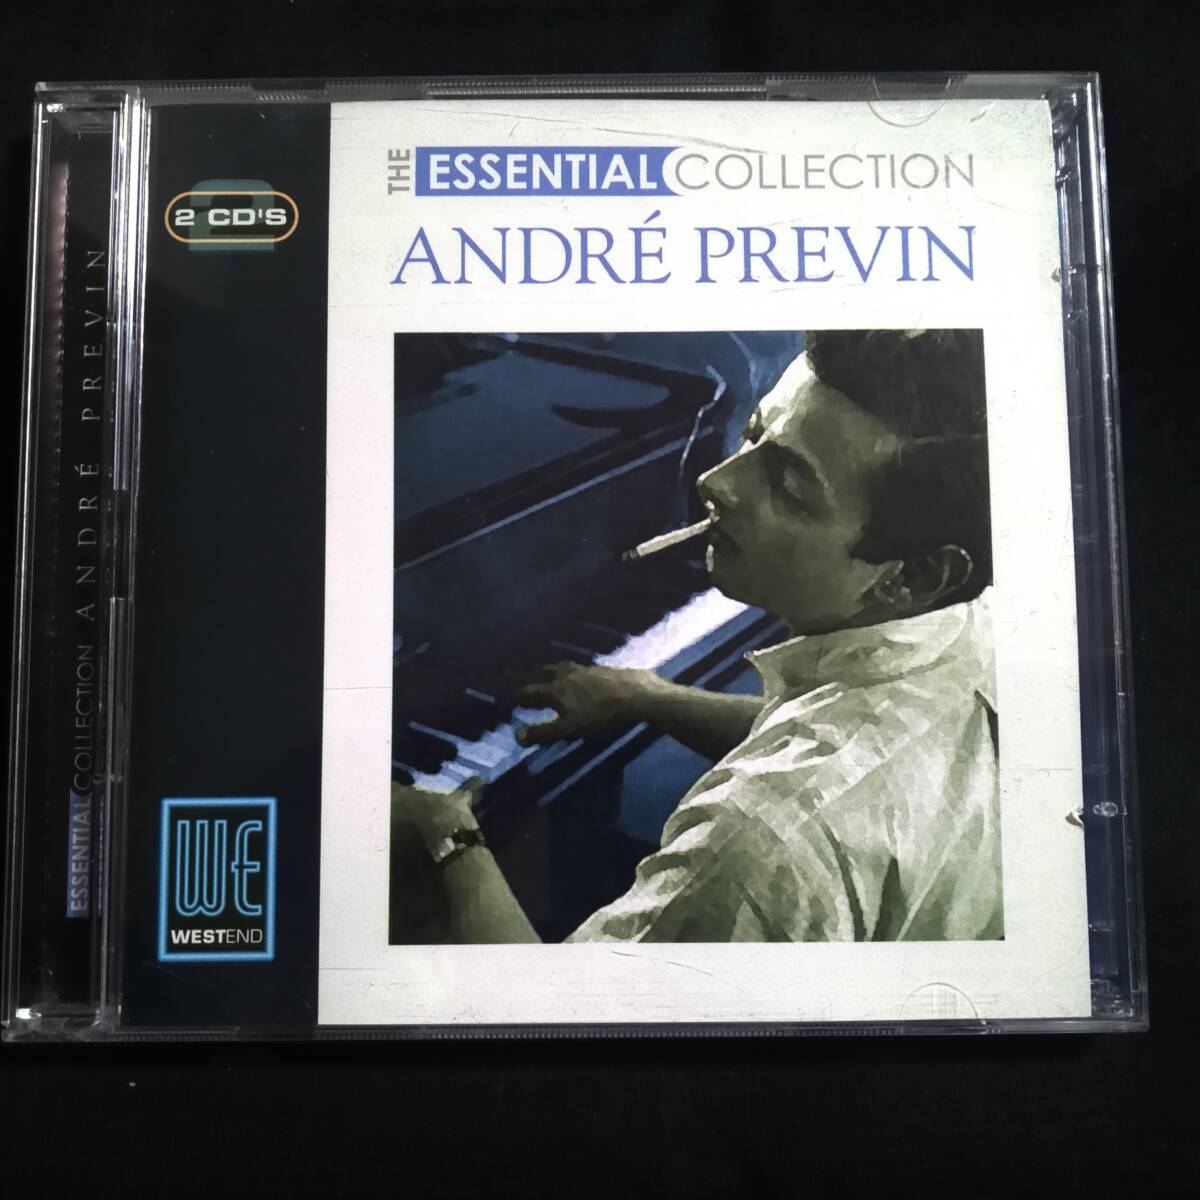 THE ESSENTIAL COLLECTION
ANDRÉ PREVIN
2 CD'S
WE
WESTEND
ESSENTIAL COLLECTION ANDRÉ PREVIN